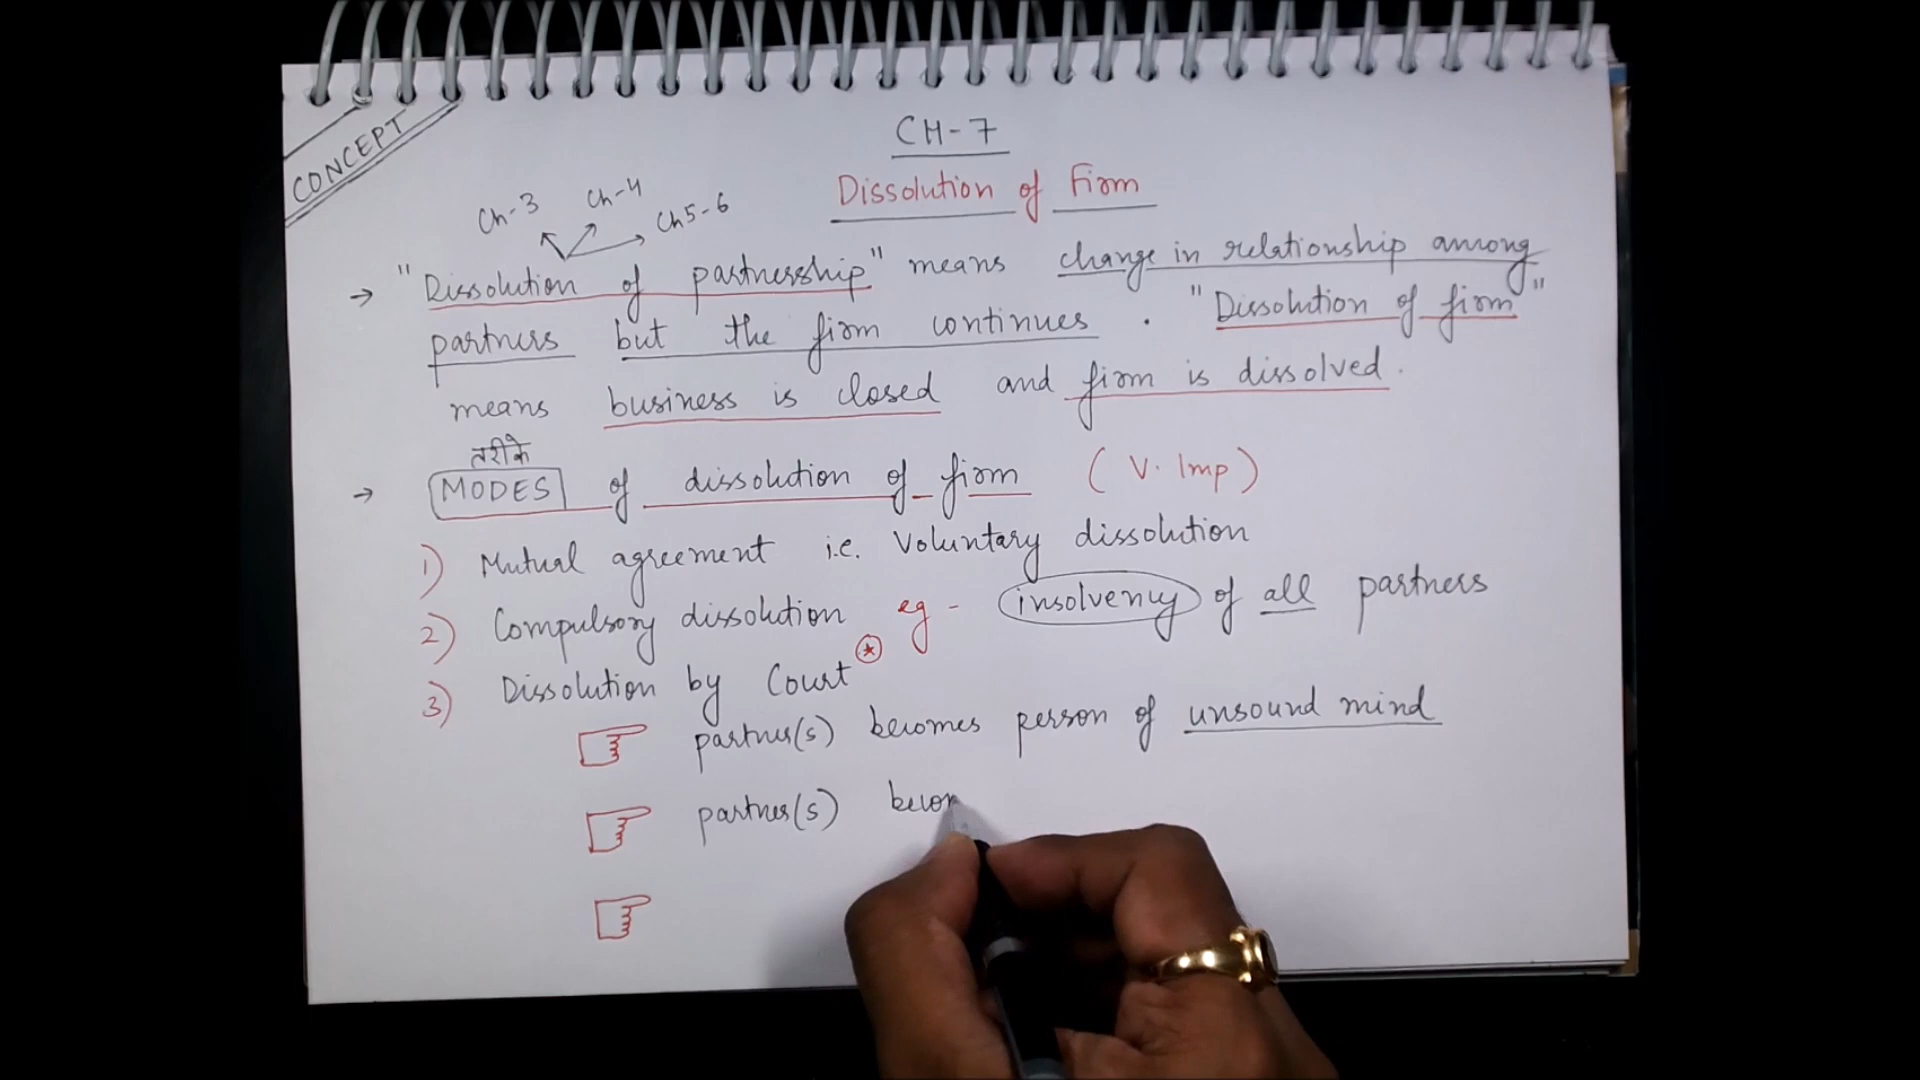 CONCEPT
CH-7
Dissolution of Firm
Ch-3 Ch-4 Ch5-6
→ "Dissolution of partnership" means change in relationship among
partners but the firm continues . "Dissolution of firm"
means business is closed and firm is dissolved.
तरीके
→ MODES of dissolution of firm (V. Imp)
1) Mutual agreement i.e. Voluntary dissolution
2) Compulsory dissolution eg - insolvency of all partners
3) Dissolution by Court
partner(s) becomes person of unsound mind
partner(s) becom